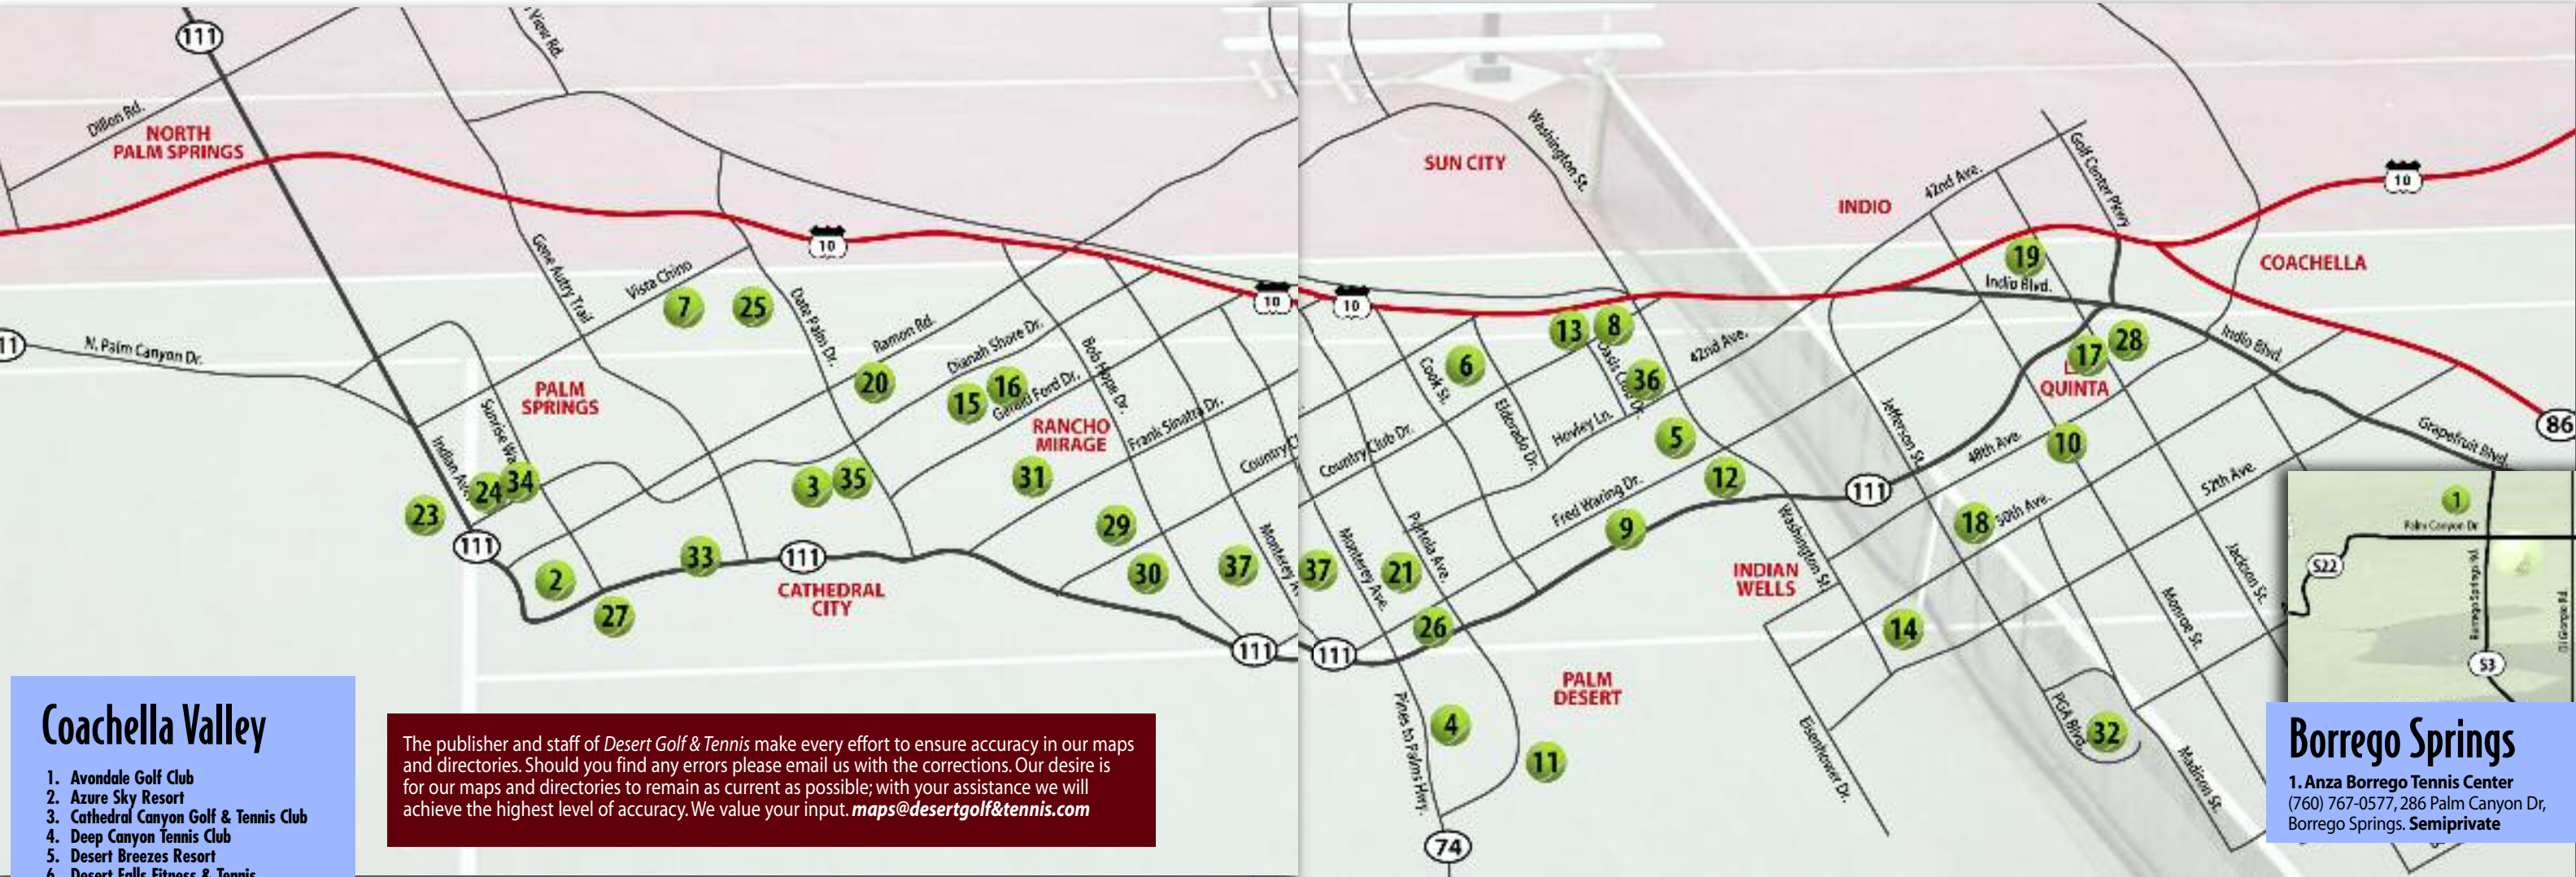 111
View Rd.
Dillon Rd.
NORTH
PALM SPRINGS
10
Gene Autry Trail
Vista Chino
7
25
Date Palm Dr.
Ramon Rd.
Dianah Shore Dr.
Gerald Ford Dr.
Bob Hope Dr.
10
11
N. Palm Canyon Dr.
PALM
SPRINGS
20
15
16
RANCHO
MIRAGE
Frank Sinatra Dr.
Indian Ave.
24
34
3
35
31
23
111
29
2
33
111
30
37
27
CATHEDRAL
CITY
111
SUN CITY
Washington St.
INDIO
42nd Ave.
Golf Center Pkwy
10
COACHELLA
10
19
Indio Blvd.
13
8
Cook St.
6
36
42nd Ave.
17
28
QUINTA
Indio Blvd.
86
Grapefruit Blvd.
Country Club Dr.
Eldorado Dr.
Hovley Ln.
5
Jefferson St.
48th Ave.
10
52th Ave.
Fred Waring Dr.
12
111
9
18
50th Ave.
37
Monterey Ave.
21
Portola Ave.
Washington St.
INDIAN
WELLS
Jackson St.
Monroe St.
26
111
14
PALM
DESERT
Pines to Palms Hwy.
4
11
Eisenhower Dr.
PGA Blvd.
32
Madison St.
74
1
Palm Canyon Dr
S22
Borrego Springs Rd.
S3
Coachella Valley
1. Avondale Golf Club
2. Azure Sky Resort
3. Cathedral Canyon Golf & Tennis Club
4. Deep Canyon Tennis Club
5. Desert Breezes Resort
6. Desert Falls Fitness & Tennis
The publisher and staff of Desert Golf & Tennis make every effort to ensure accuracy in our maps
and directories. Should you find any errors please email us with the corrections. Our desire is
for our maps and directories to remain as current as possible; with your assistance we will
achieve the highest level of accuracy. We value your input. maps@desertgolf&tennis.com
Borrego Springs
1. Anza Borrego Tennis Center
(760) 767-0577, 286 Palm Canyon Dr,
Borrego Springs. Semiprivate